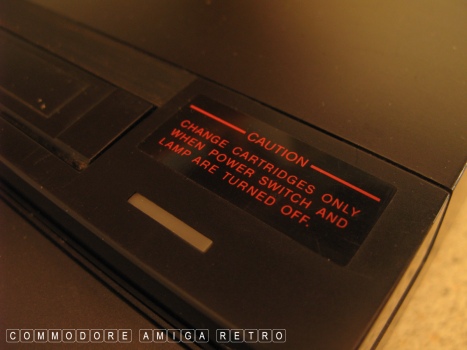 CAUTION
CHANGE CARTRIDGES ONLY
WHEN POWER SWITCH AND
LAMP ARE TURNED OFF.
COMMODORE AMIGA RETRO